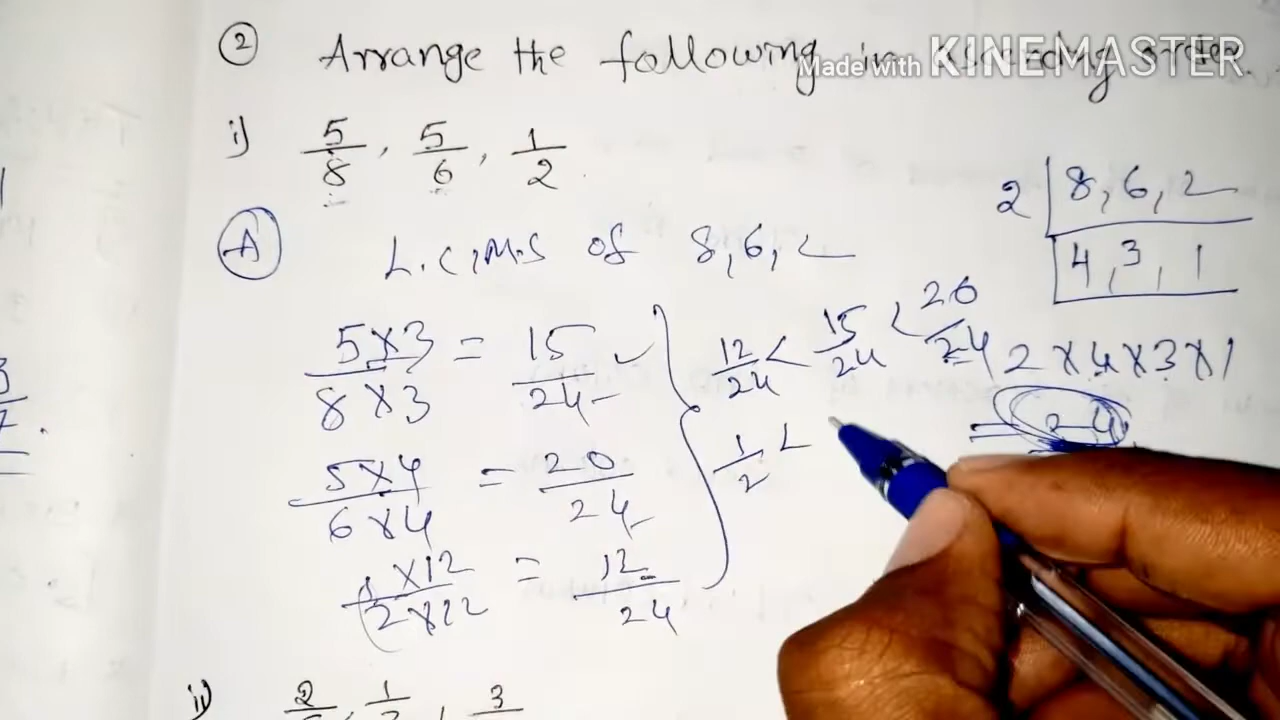 ② Arrange the following in ascending order.
Made with KINEMASTER
i) 5/8, 5/6, 1/2
Ⓐ L.C.M.S of 8, 6, 2
2 | 8, 6, 2
4, 3, 1
2 × 4 × 3 × 1
= 24
5×3/8×3 = 15/24
5×4/6×4 = 20/24
1×12/2×12 = 12/24
12/24 < 15/24 < 20/24
1/2 <
ii) 2/ , 1/ , 3/